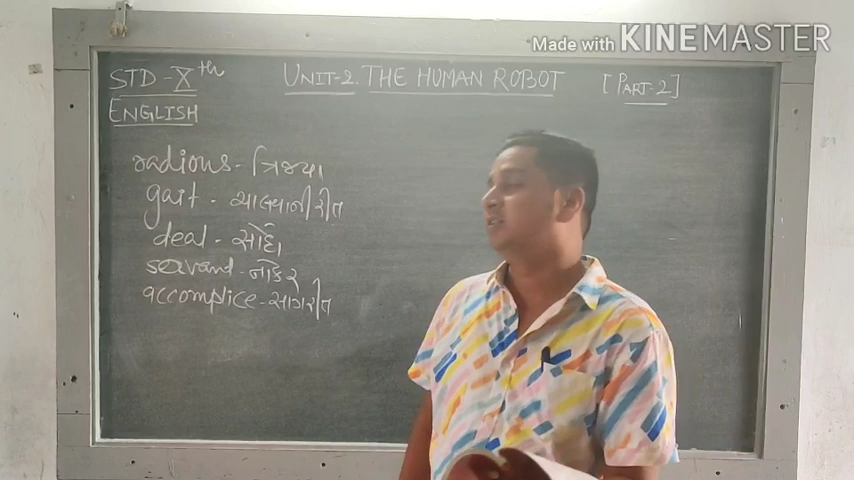 Made with KINEMASTER
STD-Xth UNIT-2. THE HUMAN ROBOT [PART-2]
ENGLISH
radious - ત્રિજ્યા
gait - ચાલવાની રીત
deal - સોદો
servand - નોકર
accomplice - સાગરીત